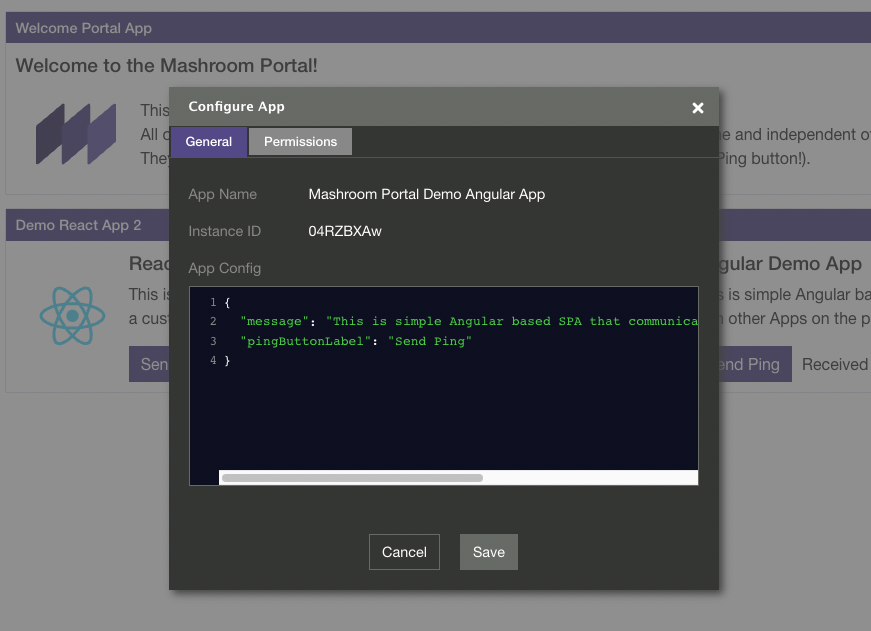 Welcome Portal App
Welcome to the Mashroom Portal!
This
All
e and independent of
They
Ping button!).
Configure App
General
Permissions
App Name
Mashroom Portal Demo Angular App
Instance ID
04RZBXAw
App Config
1 {
2 "message": "This is simple Angular based SPA that communica
3 "pingButtonLabel": "Send Ping"
4 }
Cancel
Save
Demo React App 2
Reac
This is
a cus
Sen
gular Demo App
s is simple Angular ba
other Apps on the p
end Ping
Received